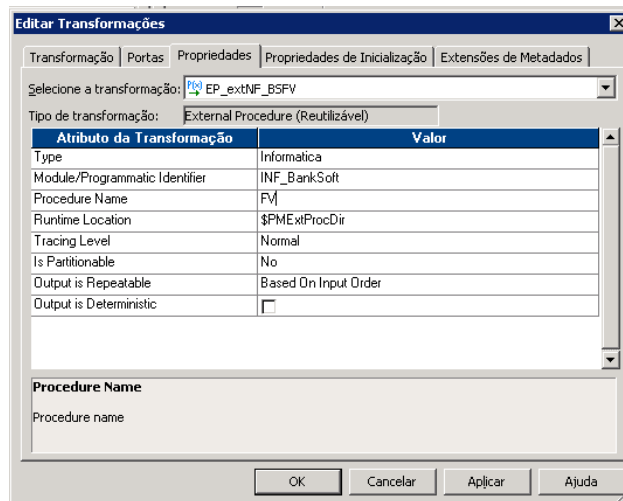 Editar Transformações
Transformação Portas Propriedades Propriedades de Inicialização Extensões de Metadados
Selecione a transformação: EP_extNF_BSFV
Tipo de transformação: External Procedure (Reutilizável)
Atributo da Transformação Valor
Type Informatica
Module/Programmatic Identifier INF_BankSoft
Procedure Name FV
Runtime Location $PMExtProcDir
Tracing Level Normal
Is Partitionable No
Output is Repeatable Based On Input Order
Output is Deterministic
Procedure Name
Procedure name
OK Cancelar Aplicar Ajuda